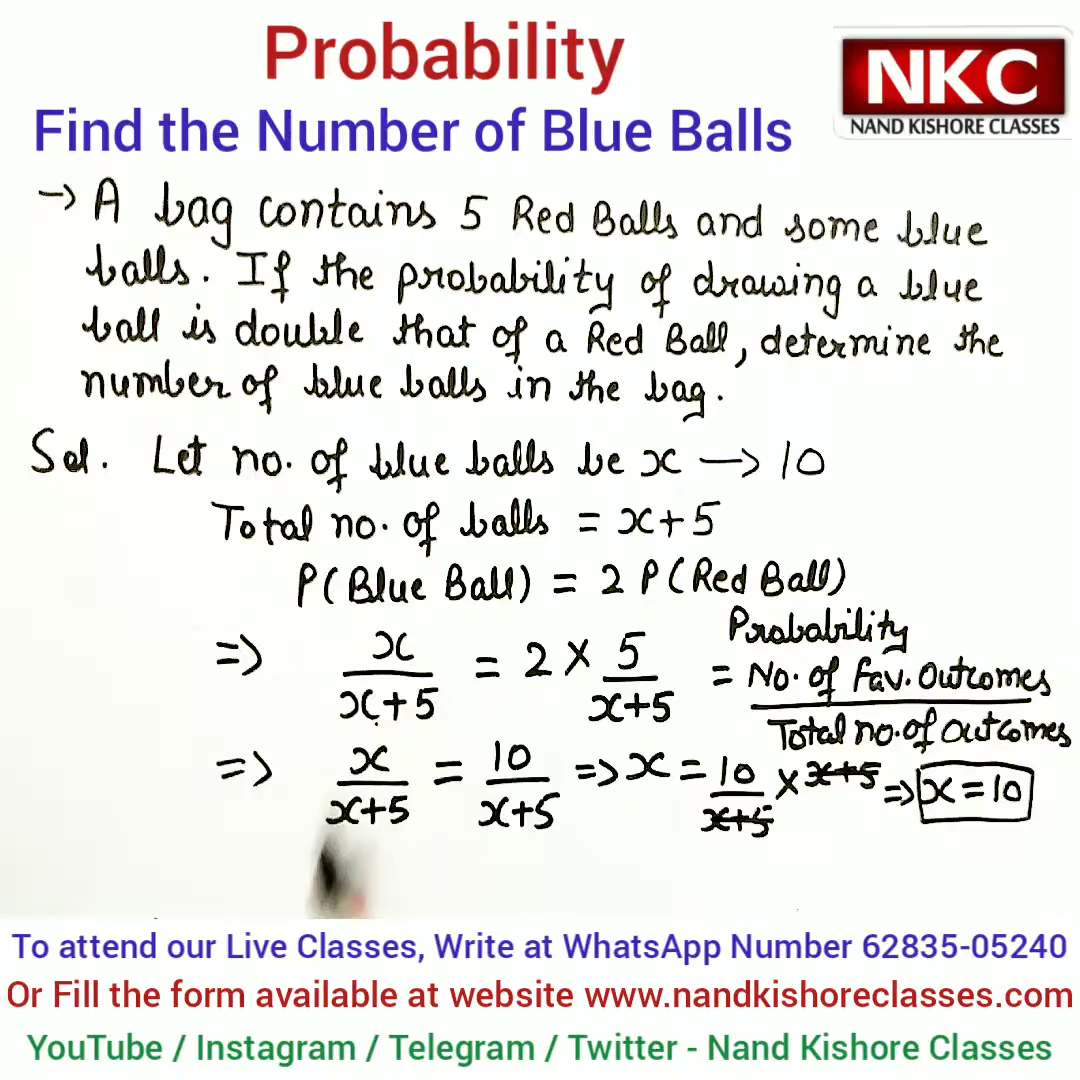 Probability
NKC
NAND KISHORE CLASSES
Find the Number of Blue Balls
→ A bag contains 5 Red Balls and some blue
balls. If the probability of drawing a blue
ball is double that of a Red Ball, determine the
number of blue balls in the bag.
Sol. Let no. of blue balls be x → 10
Total no. of balls = x+5
P(Blue Ball) = 2 P(Red Ball)
=> x/x+5 = 2 × 5/x+5
Probability
= No. of Fav. Outcomes
Total no. of outcomes
=> x/x+5 = 10/x+5 => x = 10/x+5 × x+5 => x = 10
To attend our Live Classes, Write at WhatsApp Number 62835-05240
Or Fill the form available at website www.nandkishoreclasses.com
YouTube / Instagram / Telegram / Twitter - Nand Kishore Classes